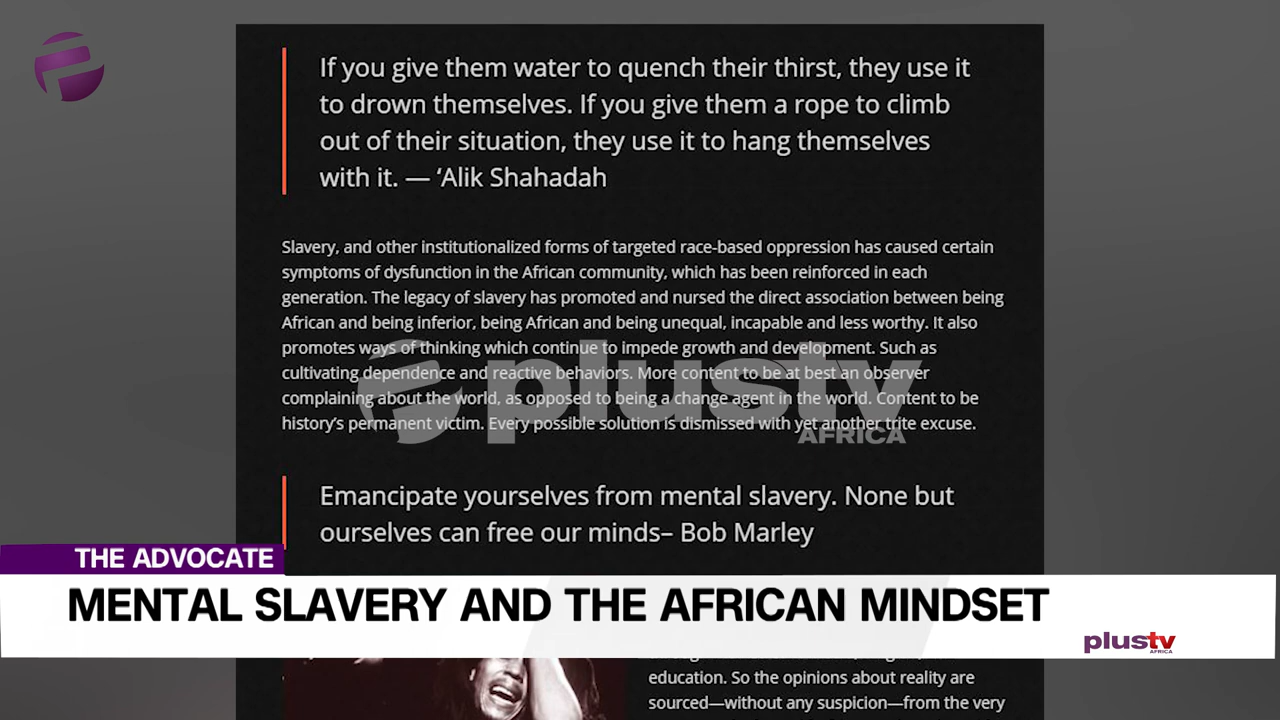 If you give them water to quench their thirst, they use it
to drown themselves. If you give them a rope to climb
out of their situation, they use it to hang themselves
with it. — ‘Alik Shahadah
Slavery, and other institutionalized forms of targeted race-based oppression has caused certain
symptoms of dysfunction in the African community, which has been reinforced in each
generation. The legacy of slavery has promoted and nursed the direct association between being
African and being inferior, being African and being unequal, incapable and less worthy. It also
promotes ways of thinking which continue to impede growth and development. Such as
cultivating dependence and reactive behaviors. More content to be at best an observer
complaining about the world, as opposed to being a change agent in the world. Content to be
history’s permanent victim. Every possible solution is dismissed with yet another trite excuse.
plustv
AFRICA
Emancipate yourselves from mental slavery. None but
ourselves can free our minds– Bob Marley
THE ADVOCATE
MENTAL SLAVERY AND THE AFRICAN MINDSET
plustv
AFRICA
education. So the opinions about reality are
sourced—without any suspicion—from the very